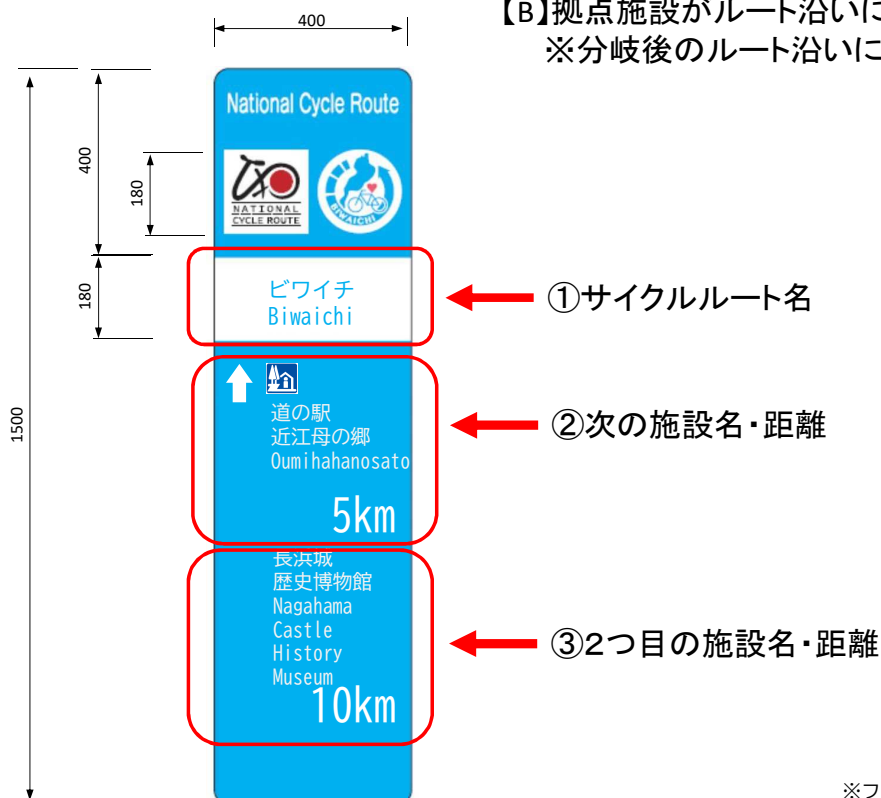 400
【B】拠点施設がルート沿いに
※分岐後のルート沿いに
National Cycle Route
400
180
NATIONAL
CYCLE ROUTE
BIWAICHI
180
ビワイチ
Biwaichi
①サイクルルート名
1500
道の駅
近江母の郷
Oumihahanosato
5km
②次の施設名・距離
長浜城
歴史博物館
Nagahama
Castle
History
Museum
10km
③2つ目の施設名・距離
※フ